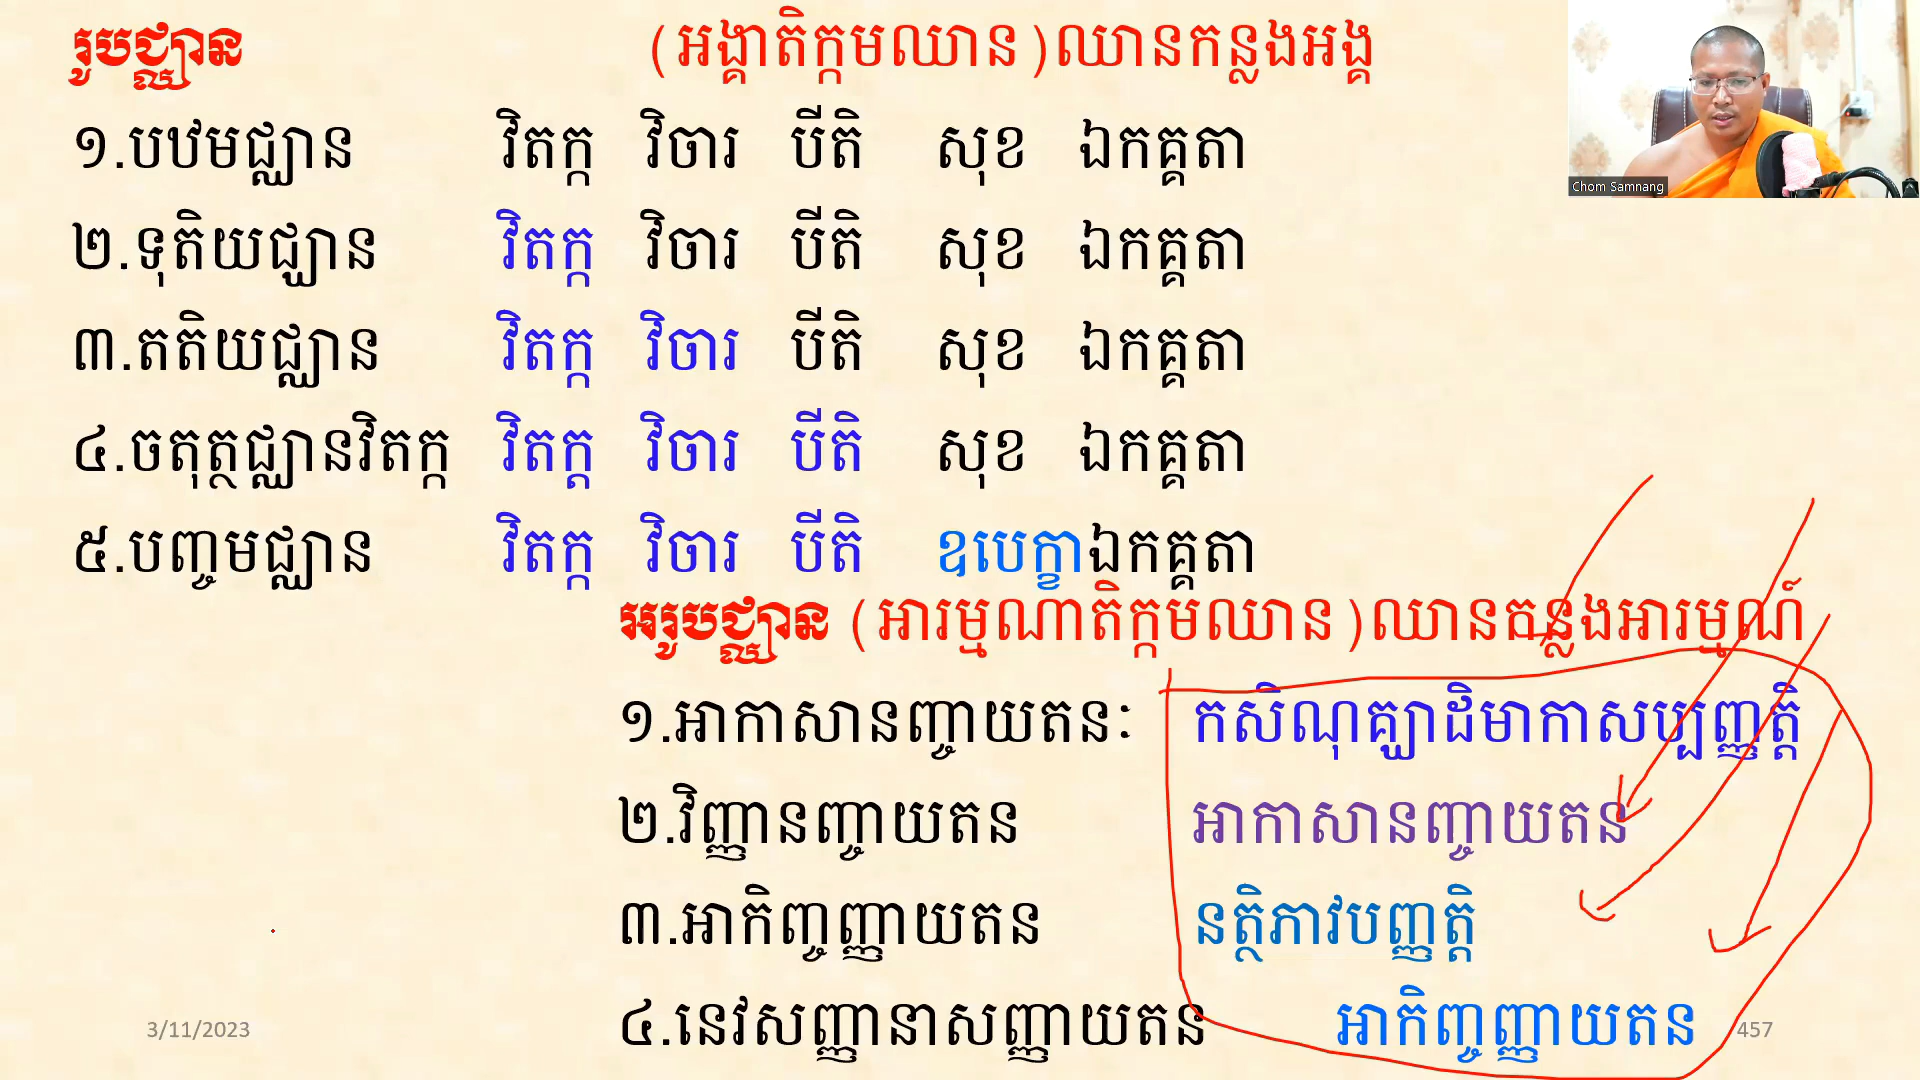 រូបជ្ឈាន (អង្គាតិក្កមឈាន)ឈានកន្លងអង្គ
Chom Samnang
១.បឋមជ្ឈាន វិតក្ក វិចារ បីតិ សុខ ឯកគ្គតា
២.ទុតិយជ្ឃាន វិតក្ក វិចារ បីតិ សុខ ឯកគ្គតា
៣.តតិយជ្ឈាន វិតក្ក វិចារ បីតិ សុខ ឯកគ្គតា
៤.ចតុត្ថជ្ឈានវិតក្ក វិតក្ត វិចារ បីតិ សុខ ឯកគ្គតា
៥.បញ្ចមជ្ឈាន វិតក្ក វិចារ បីតិ ឧបេក្ខាឯកគ្គតា
អរូបជ្ឈាន (អារម្មណាតិក្កមឈាន)ឈានកន្លងអារម្មណ៍
១.អាកាសានញ្ចាយតនៈ កសិណុគ្ឃាដិមាកាសប្បញ្ញត្តិ
២.វិញ្ញានញ្ចាយតន អាកាសានញ្ចាយតន
៣.អាកិញ្ចញ្ញាយតន នត្ថិភាវបញ្ញត្តិ
៤.នេវសញ្ញានាសញ្ញាយតន អាកិញ្ចញ្ញាយតន
3/11/2023 457